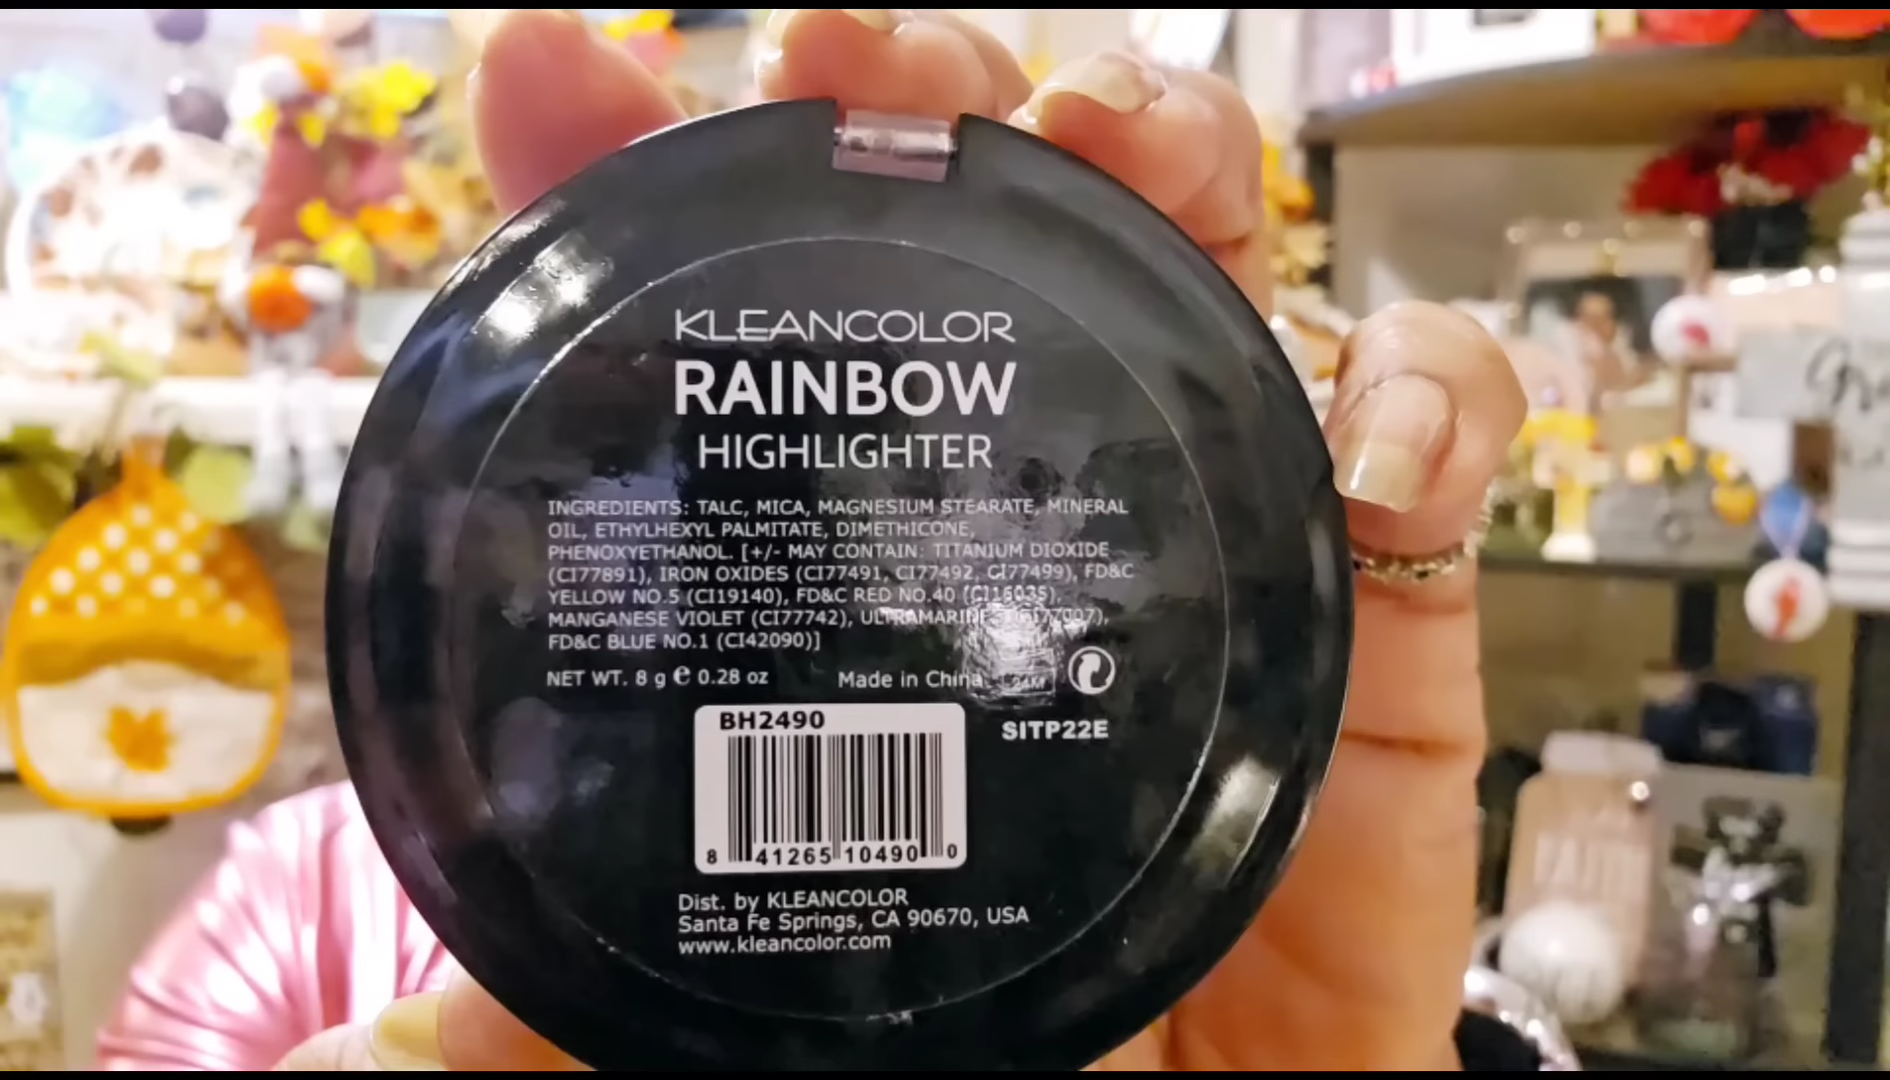 KLEANCOLOR
RAINBOW
HIGHLIGHTER
INGREDIENTS: TALC, MICA, MAGNESIUM STEARATE, MINERAL
OIL, ETHYLHEXYL PALMITATE, DIMETHICONE,
PHENOXYETHANOL. [+/- MAY CONTAIN: TITANIUM DIOXIDE
(CI77891), IRON OXIDES (CI77491, CI77492, CI77499), FD&C
YELLOW NO.5 (CI19140), FD&C RED NO.40 (CI16035),
MANGANESE VIOLET (CI77742), ULTRAMARINES (CI77007),
FD&C BLUE NO.1 (CI42090)]
NET WT. 8 g e 0.28 oz Made in China
BH2490
SITP22E
8 41265 10490 0
Dist. by KLEANCOLOR
Santa Fe Springs, CA 90670, USA
www.kleancolor.com